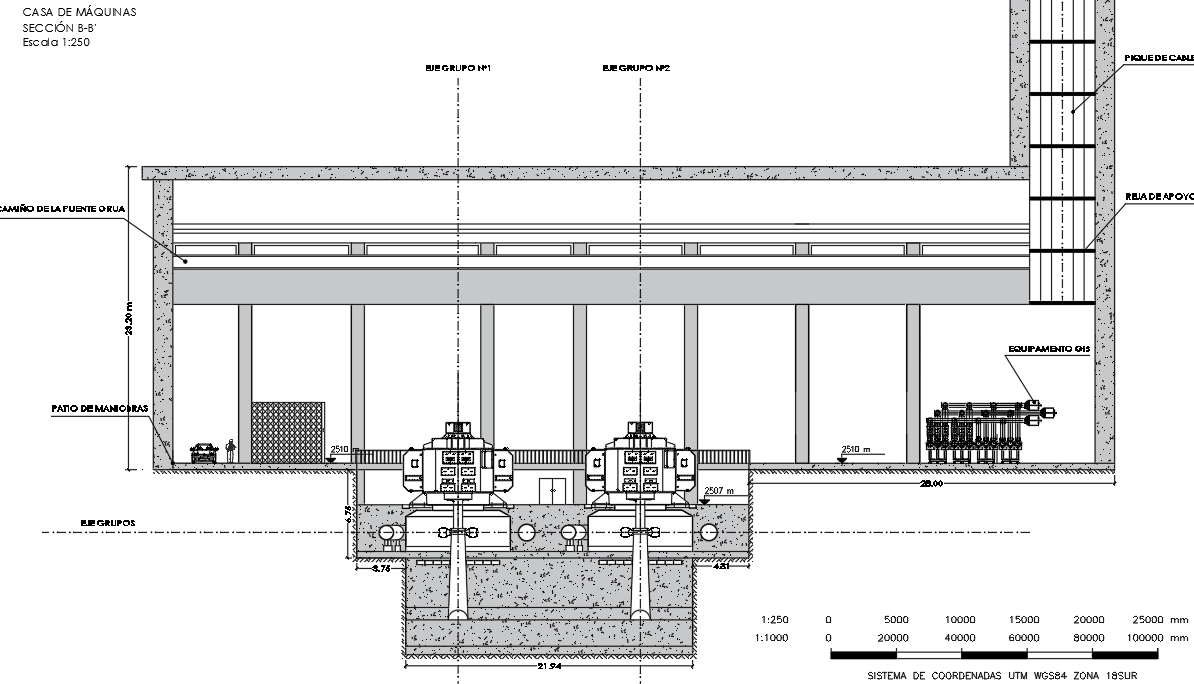 CASA DE MÁQUINAS
SECCIÓN B-B'
Escala 1:250
EJE GRUPO Nº1
EJE GRUPO Nº2
PIQUE DE CABLE
CAMIÑO DE LA PUENTE GRUA
REJA DE APOYO
23.20 m
EQUIPAMENTO GIS
PATIO DE MANIOBRAS
2510 m
2510 m
28.00
2507 m
6.75
EJE GRUPOS
3.75
4.81
21.94
1:250 0 5000 10000 15000 20000 25000 mm
1:1000 0 20000 40000 60000 80000 100000 mm
SISTEMA DE COORDENADAS UTM WGS84 ZONA 18SUR